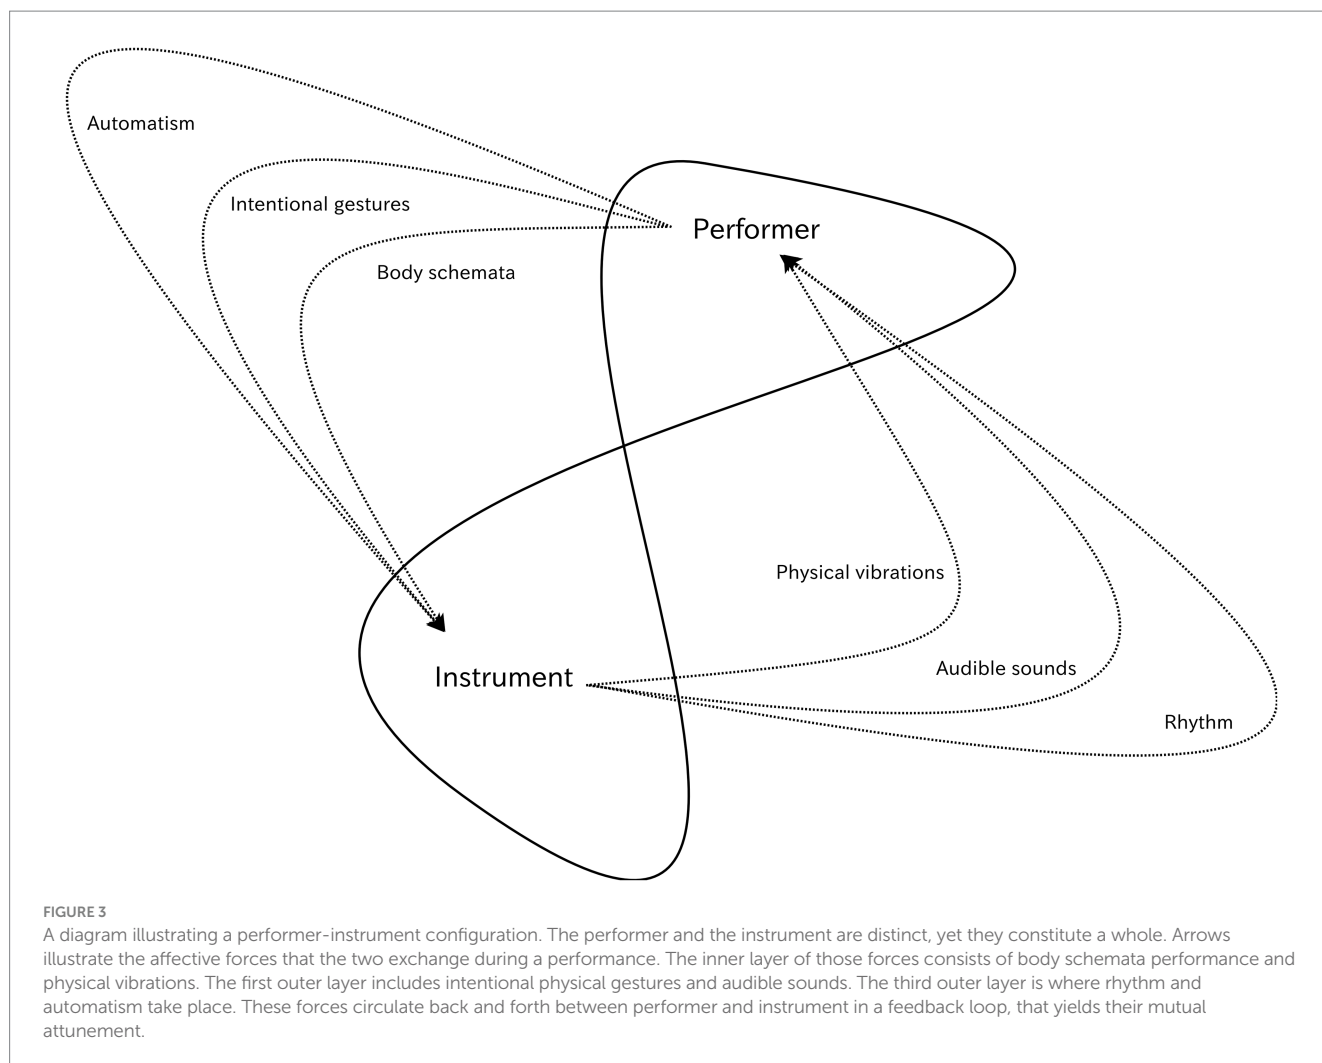 Automatism
Intentional gestures
Performer
Body schemata
Physical vibrations
Audible sounds
Instrument
Rhythm
FIGURE 3
A diagram illustrating a performer-instrument configuration. The performer and the instrument are distinct, yet they constitute a whole. Arrows
illustrate the affective forces that the two exchange during a performance. The inner layer of those forces consists of body schemata performance and
physical vibrations. The first outer layer includes intentional physical gestures and audible sounds. The third outer layer is where rhythm and
automatism take place. These forces circulate back and forth between performer and instrument in a feedback loop, that yields their mutual
attunement.